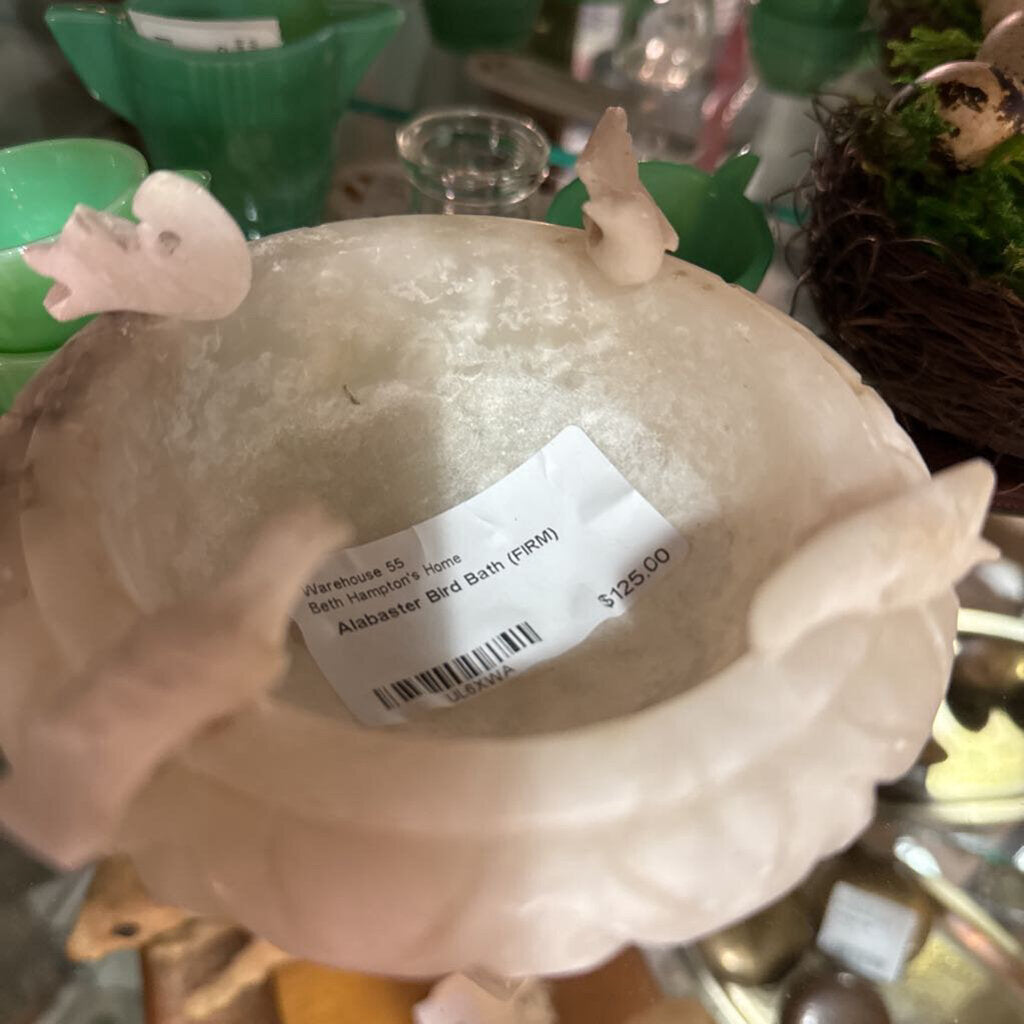 Warehouse 55
Beth Hampton's Home
Alabaster Bird Bath (FIRM)
$125.00
UL6XWA